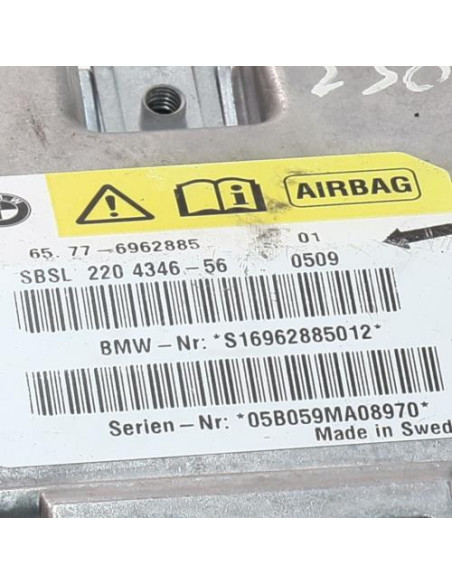 AIRBAG
65. 77-6962885 01
SBSL 220 4346-56 0509
BMW-Nr: *S16962885012*
Serien-Nr: *05B059MA08970*
Made in Swed